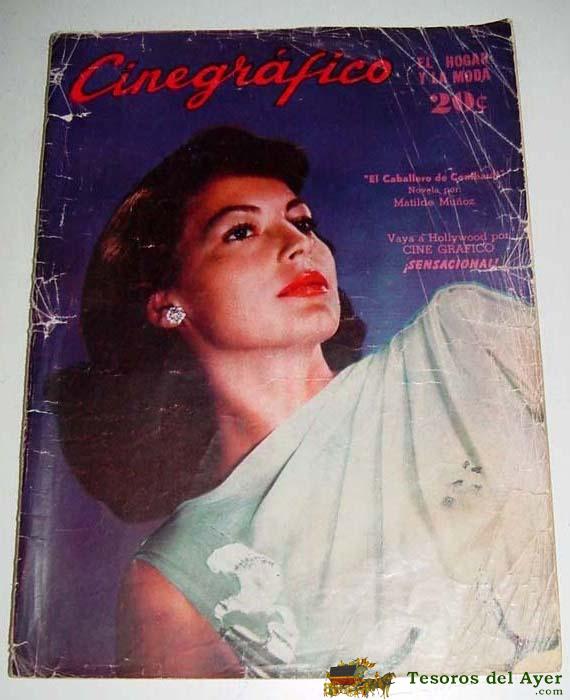 Cinegráfico
EL HOGAR
Y LA MODA
20¢
"El Caballero de
Novela por:
Matilde Muñoz
Vaya a Hollywood por
CINE GRAFICO
¡SENSACIONAL!
Tesoros del Ayer
.com